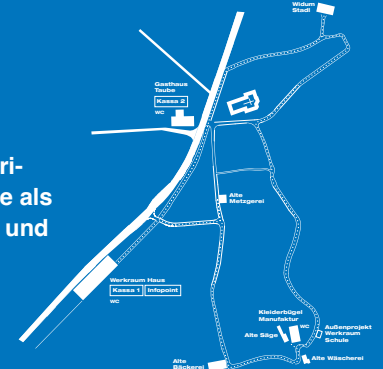 Widum
Stadl
Gasthaus
Taube
Kassa 2
WC
ri-
e als
und
Alte
Metzgerei
Werkraum Haus
Kassa 1 Infopoint
WC
Kleiderbügel
Manufaktur
WC
Alte Säge
Außenprojekt
Werkraum
Schule
Alte Wäscherei
Alte
Bäckerei